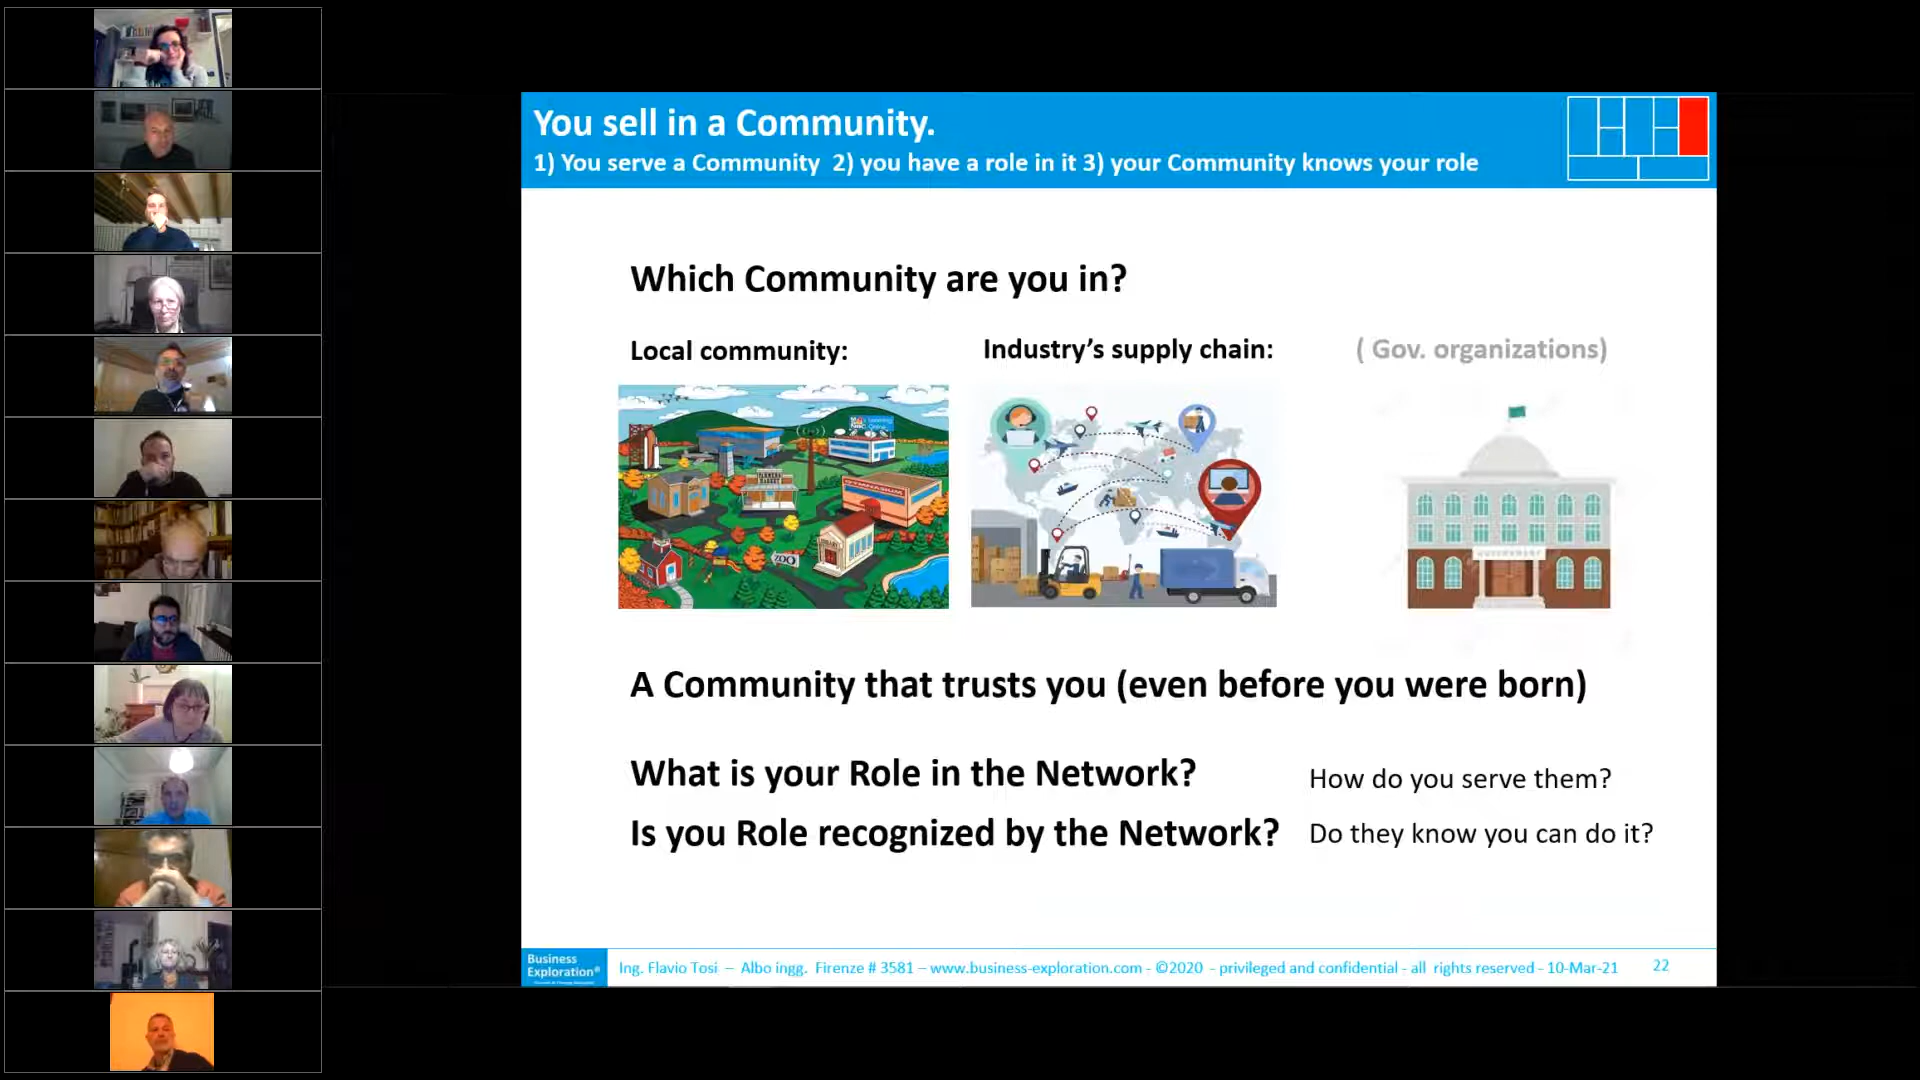 You sell in a Community.
1) You serve a Community 2) you have a role in it 3) your Community knows your role
Which Community are you in?
Local community:
Industry's supply chain:
( Gov. organizations)
FARMERS MARKET
GYMNASIUM
ZOO
A Community that trusts you (even before you were born)
What is your Role in the Network?
How do you serve them?
Is you Role recognized by the Network?
Do they know you can do it?
Business
Exploration®
Ing. Flavio Tosi – Albo ingg. Firenze # 3581 – www.business-exploration.com - ©2020 - privileged and confidential - all rights reserved - 10-Mar-21
22